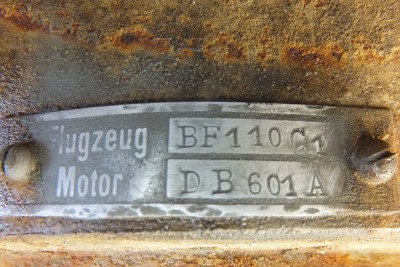 Flugzeug BF110C1
Motor DB601A